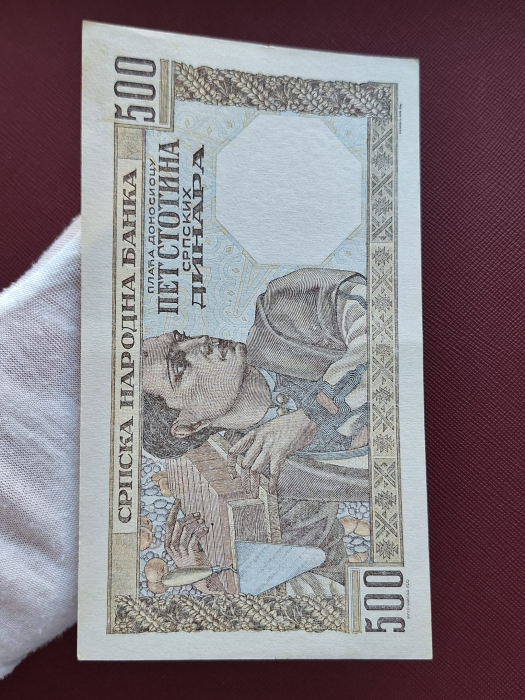 500
СРПСКА НАРОДНА БАНКА
ПЛАЋА ДОНОСИОЦУ
ПЕТСТОТИНА
СРПСКИХ
ДИНАРА
500